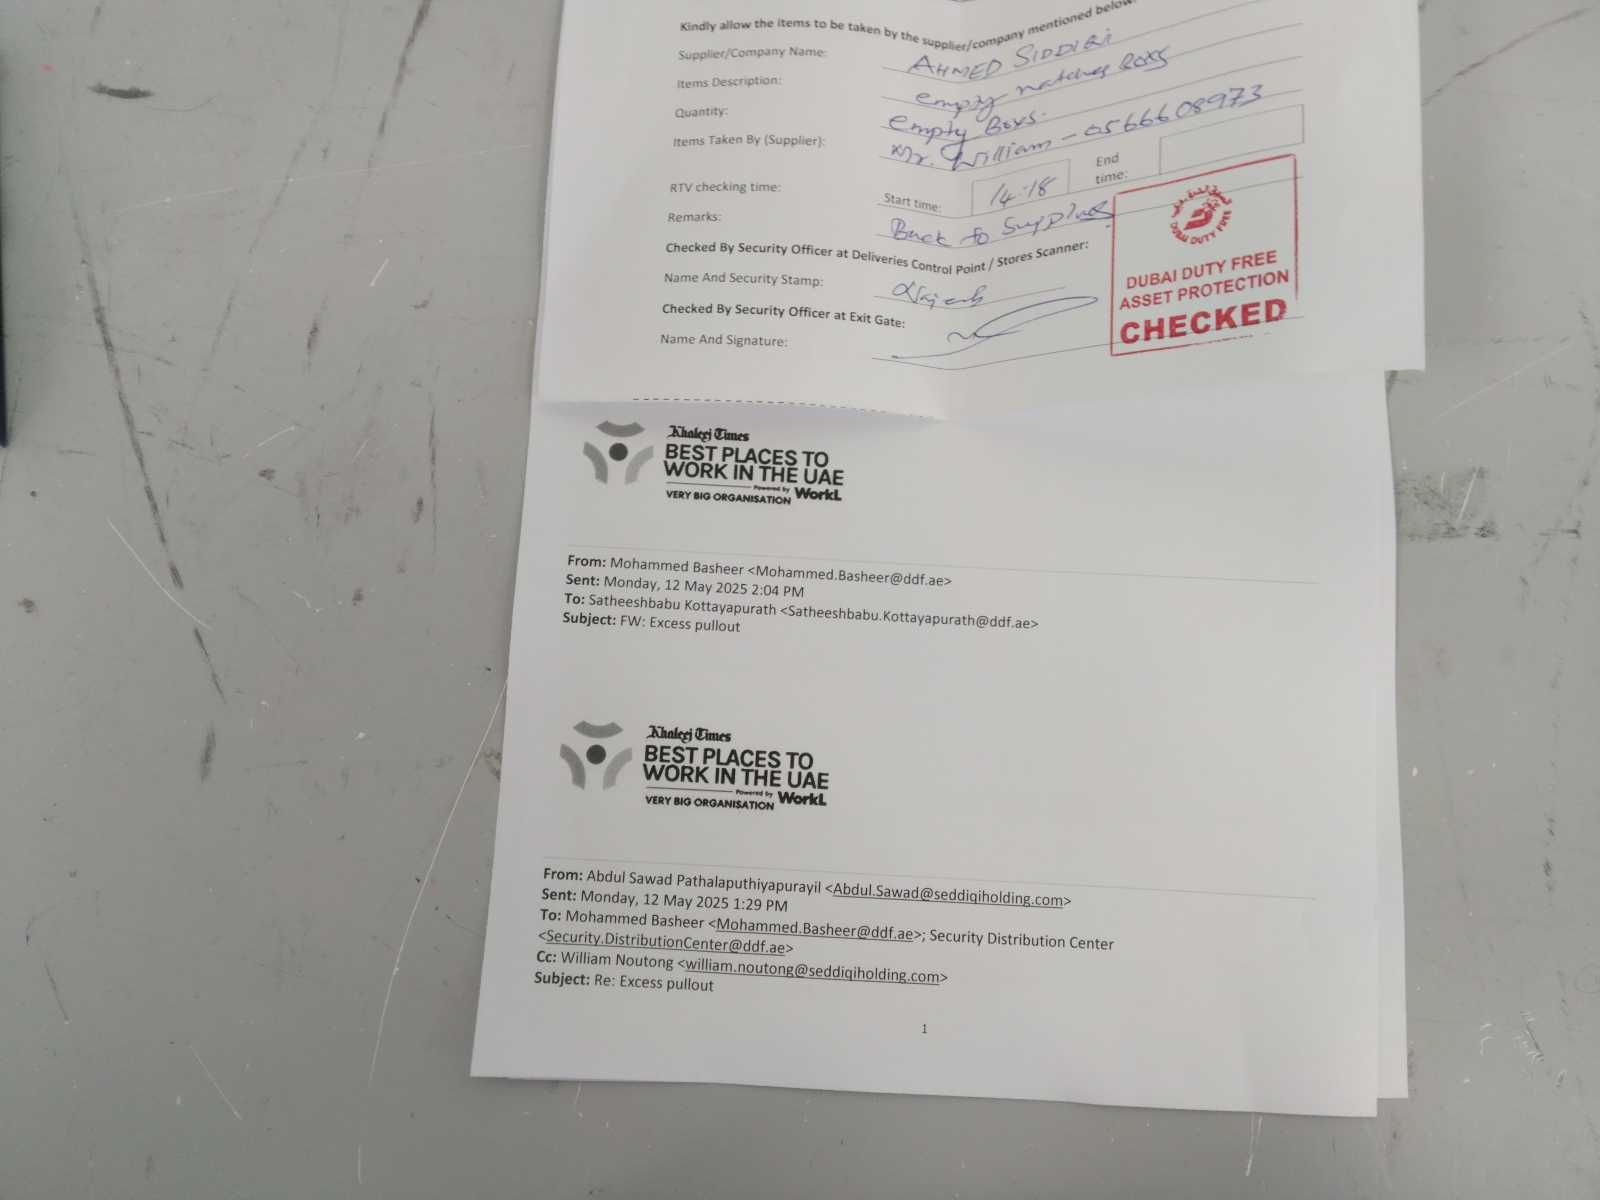 Kindly allow the items to be taken by the supplier/company mentioned below.
Supplier/Company Name: AHMED SIDDIQI
Items Description: empty watches Boxs
Quantity: empty Boxs.
Items Taken By (Supplier): Mr. William - 0566608973
RTV checking time: Start time: 14:18 End time:
Remarks: Back to Supplier
Checked By Security Officer at Deliveries Control Point / Stores Scanner:
Name And Security Stamp:
Checked By Security Officer at Exit Gate:
Name And Signature:
DUBAI DUTY FREE
DUBAI DUTY FREE
ASSET PROTECTION
CHECKED
Khaleej Times
BEST PLACES TO
WORK IN THE UAE
Powered by WorkL
VERY BIG ORGANISATION
From: Mohammed Basheer <Mohammed.Basheer@ddf.ae>
Sent: Monday, 12 May 2025 2:04 PM
To: Satheeshbabu Kottayapurath <Satheeshbabu.Kottayapurath@ddf.ae>
Subject: FW: Excess pullout
Khaleej Times
BEST PLACES TO
WORK IN THE UAE
Powered by WorkL
VERY BIG ORGANISATION
From: Abdul Sawad Pathalaputhiyapurayil <Abdul.Sawad@seddiqiholding.com>
Sent: Monday, 12 May 2025 1:29 PM
To: Mohammed Basheer <Mohammed.Basheer@ddf.ae>; Security Distribution Center
<Security.DistributionCenter@ddf.ae>
Cc: William Noutong <william.noutong@seddiqiholding.com>
Subject: Re: Excess pullout
1